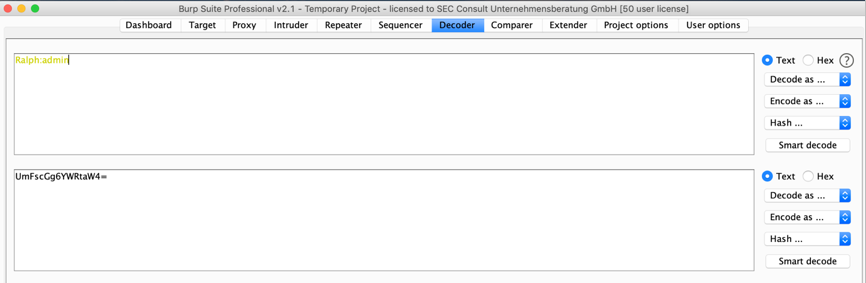 Burp Suite Professional v2.1 - Temporary Project - licensed to SEC Consult Unternehmensberatung GmbH [50 user license]
Dashboard Target Proxy Intruder Repeater Sequencer Decoder Comparer Extender Project options User options
Ralph:admin
Text Hex ?
Decode as ...
Encode as ...
Hash ...
Smart decode
UmFscGg6YWRtaW4=
Text Hex
Decode as ...
Encode as ...
Hash ...
Smart decode